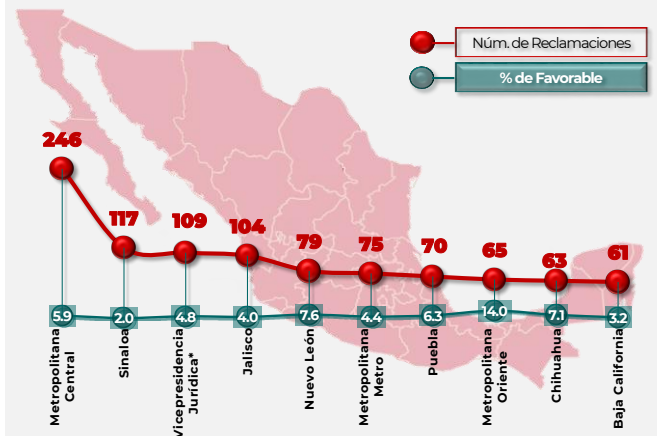 Núm. de Reclamaciones
% de Favorable
246
117
109
104
79
75
70
65
63
61
5.9
2.0
4.8
4.0
7.6
4.4
6.3
14.0
7.1
3.2
Metropolitana
Central
Sinaloa
Vicepresidencia
Jurídica*
Jalisco
Nuevo León
Metropolitana
Metro
Puebla
Metropolitana
Oriente
Chihuahua
Baja California